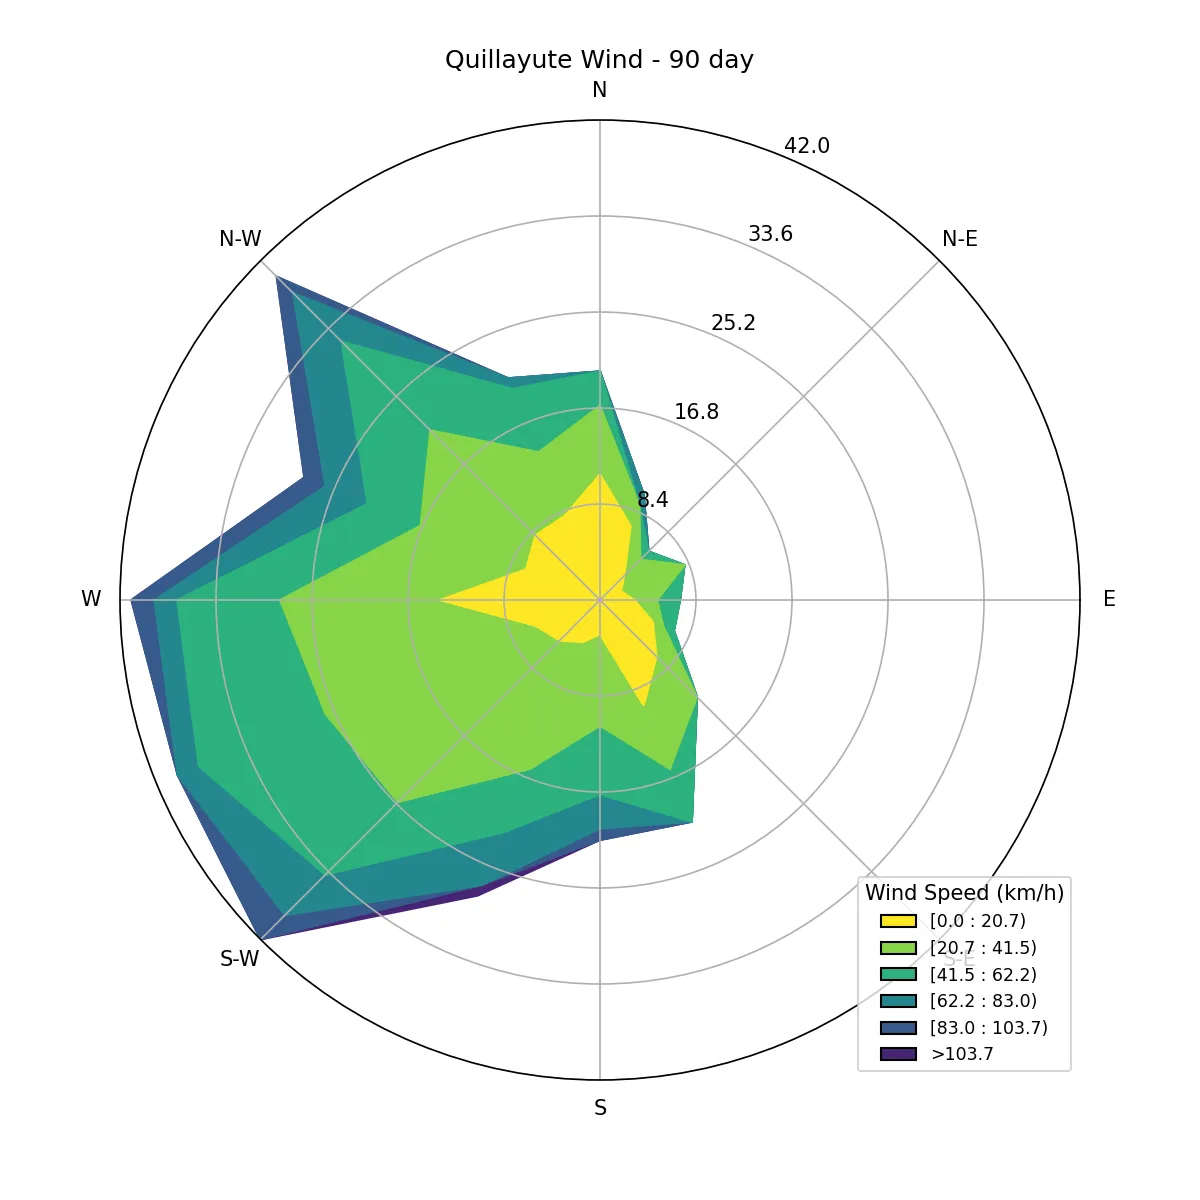 Quillayute Wind - 90 day
N
42.0
N-W
33.6
N-E
25.2
16.8
8.4
W
E
S-W
S-E
S
Wind Speed (km/h)
[0.0 : 20.7)
[20.7 : 41.5)
[41.5 : 62.2)
[62.2 : 83.0)
[83.0 : 103.7)
>103.7